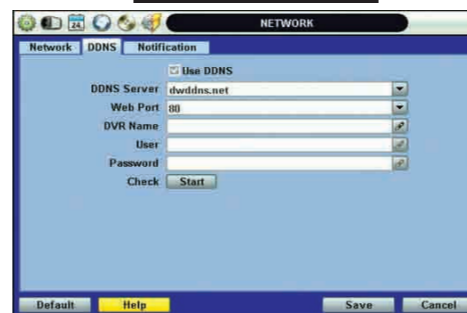 NETWORK
Network DDNS Notification
Use DDNS
DDNS Server dwddns.net
Web Port 80
DVR Name
User
Password
Check Start
Default Help Save Cancel